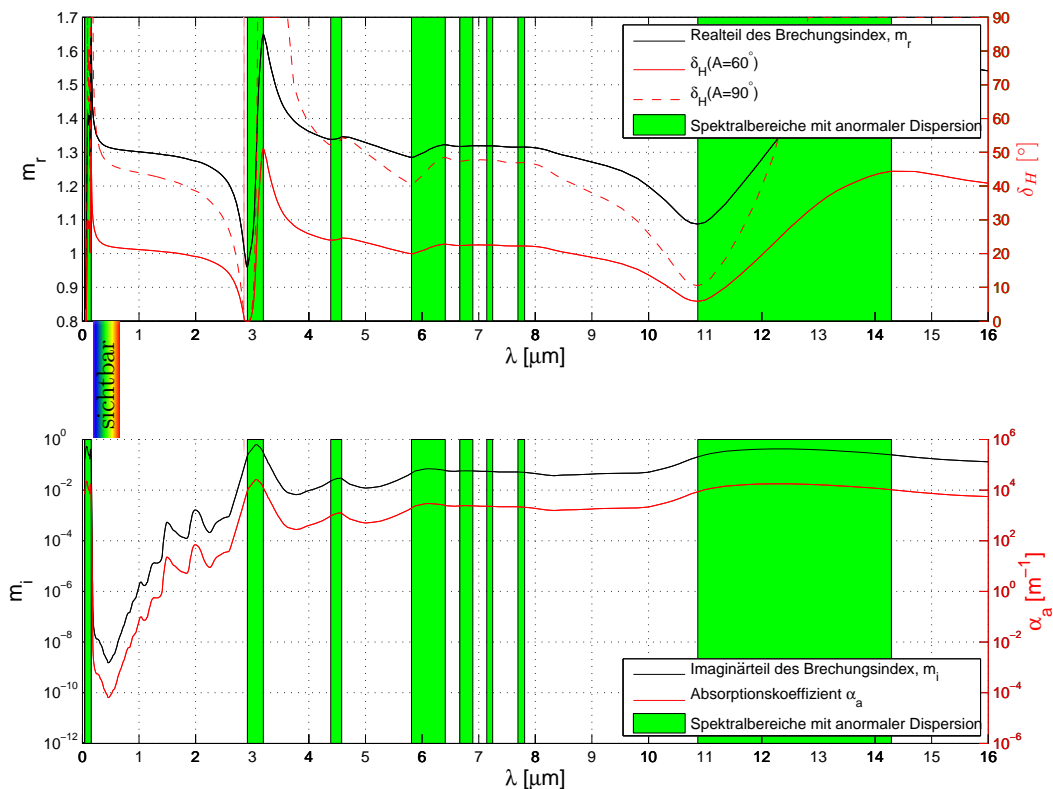 1.7
1.6
1.5
1.4
1.3
1.2
1.1
1
0.9
0.8
m_r
90
80
70
60
50
40
30
20
10
0
δ_H [°]
Realteil des Brechungsindex, m_r
δ_H(A=60°)
δ_H(A=90°)
Spektralbereiche mit anormaler Dispersion
0 1 2 3 4 5 6 7 8 9 10 11 12 13 14 15 16
λ [μm]
sichtbar
10^0
10^−2
10^−4
10^−6
10^−8
10^−10
10^−12
m_i
10^6
10^4
10^2
10^0
10^−2
10^−4
10^−6
α_a [m^−1]
Imaginärteil des Brechungsindex, m_i
Absorptionskoeffizient α_a
Spektralbereiche mit anormaler Dispersion
0 1 2 3 4 5 6 7 8 9 10 11 12 13 14 15 16
λ [μm]